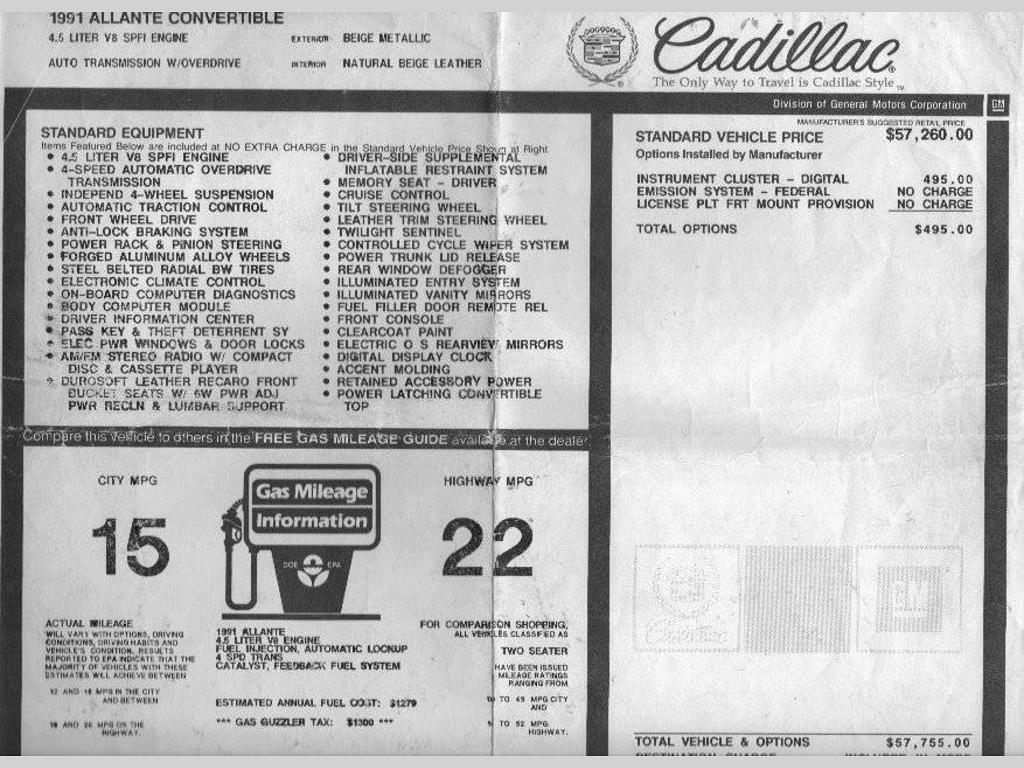 1991 ALLANTE CONVERTIBLE
4.5 LITER V8 SPFI ENGINE
EXTERIOR BEIGE METALLIC
AUTO TRANSMISSION W/OVERDRIVE
INTERIOR NATURAL BEIGE LEATHER
Cadillac
The Only Way to Travel is Cadillac Style
TM
Division of General Motors Corporation
GM
STANDARD EQUIPMENT
Items Featured Below are included at NO EXTRA CHARGE in the Standard Vehicle Price Shown at Right
• 4.5 LITER V8 SPFI ENGINE
• 4-SPEED AUTOMATIC OVERDRIVE
TRANSMISSION
• INDEPEND 4-WHEEL SUSPENSION
• AUTOMATIC TRACTION CONTROL
• FRONT WHEEL DRIVE
• ANTI-LOCK BRAKING SYSTEM
• POWER RACK & PINION STEERING
• FORGED ALUMINUM ALLOY WHEELS
• STEEL BELTED RADIAL BW TIRES
• ELECTRONIC CLIMATE CONTROL
• ON-BOARD COMPUTER DIAGNOSTICS
• BODY COMPUTER MODULE
• DRIVER INFORMATION CENTER
• PASS KEY & THEFT DETERRENT SY
• ELEC PWR WINDOWS & DOOR LOCKS
• AM/FM STEREO RADIO W/ COMPACT
DISC & CASSETTE PLAYER
• DUROSOFT LEATHER RECARO FRONT
BUCKET SEATS W/ 6W PWR ADJ
PWR RECLN & LUMBAR SUPPORT
• DRIVER-SIDE SUPPLEMENTAL
INFLATABLE RESTRAINT SYSTEM
• MEMORY SEAT - DRIVER
• CRUISE CONTROL
• TILT STEERING WHEEL
• LEATHER TRIM STEERING WHEEL
• TWILIGHT SENTINEL
• CONTROLLED CYCLE WIPER SYSTEM
• POWER TRUNK LID RELEASE
• REAR WINDOW DEFOGGER
• ILLUMINATED ENTRY SYSTEM
• ILLUMINATED VANITY MIRRORS
• FUEL FILLER DOOR REMOTE REL
• FRONT CONSOLE
• CLEARCOAT PAINT
• ELECTRIC O S REARVIEW MIRRORS
• DIGITAL DISPLAY CLOCK
• ACCENT MOLDING
• RETAINED ACCESSORY POWER
• POWER LATCHING CONVERTIBLE
TOP
MANUFACTURER'S SUGGESTED RETAIL PRICE
STANDARD VEHICLE PRICE $57,260.00
Options Installed by Manufacturer
INSTRUMENT CLUSTER - DIGITAL 495.00
EMISSION SYSTEM - FEDERAL NO CHARGE
LICENSE PLT FRT MOUNT PROVISION NO CHARGE
TOTAL OPTIONS $495.00
Compare this vehicle to others in the FREE GAS MILEAGE GUIDE available at the dealer
CITY MPG
15
Gas Mileage
Information
DOE EPA
HIGHWAY MPG
22
ACTUAL MILEAGE
WILL VARY WITH OPTIONS, DRIVING
CONDITIONS, DRIVING HABITS AND
VEHICLE'S CONDITION. RESULTS
REPORTED TO EPA INDICATE THAT THE
MAJORITY OF VEHICLES WITH THESE
ESTIMATES WILL ACHIEVE BETWEEN
12 AND 18 MPG IN THE CITY
AND BETWEEN
18 AND 26 MPG ON THE
HIGHWAY.
1991 ALLANTE
4.5 LITER V8 ENGINE
FUEL INJECTION, AUTOMATIC LOCKUP
4 SPD TRANS
CATALYST, FEEDBACK FUEL SYSTEM
ESTIMATED ANNUAL FUEL COST: $1279
*** GAS GUZZLER TAX: $1300 ***
FOR COMPARISON SHOPPING,
ALL VEHICLES CLASSIFIED AS
TWO SEATER
HAVE BEEN ISSUED
MILEAGE RATINGS
RANGING FROM
TO 49 MPG CITY
AND
TO 52 MPG
HIGHWAY.
TOTAL VEHICLE & OPTIONS $57,755.00